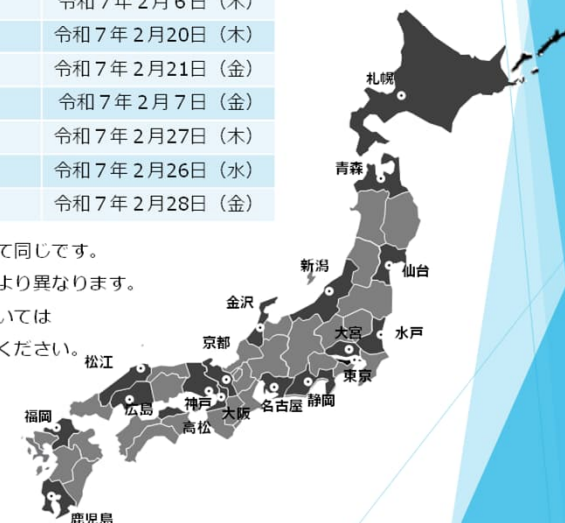 令和７年２月６日（木）
令和７年２月20日（木）
令和７年２月21日（金）
令和７年２月７日（金）
令和７年２月27日（木）
令和７年２月26日（水）
令和７年２月28日（金）
て同じです。
より異なります。
いては
ください。
札幌
青森
新潟
仙台
金沢
京都
大宮
水戸
松江
東京
広島
神戸
大阪
名古屋
静岡
福岡
高松
鹿児島